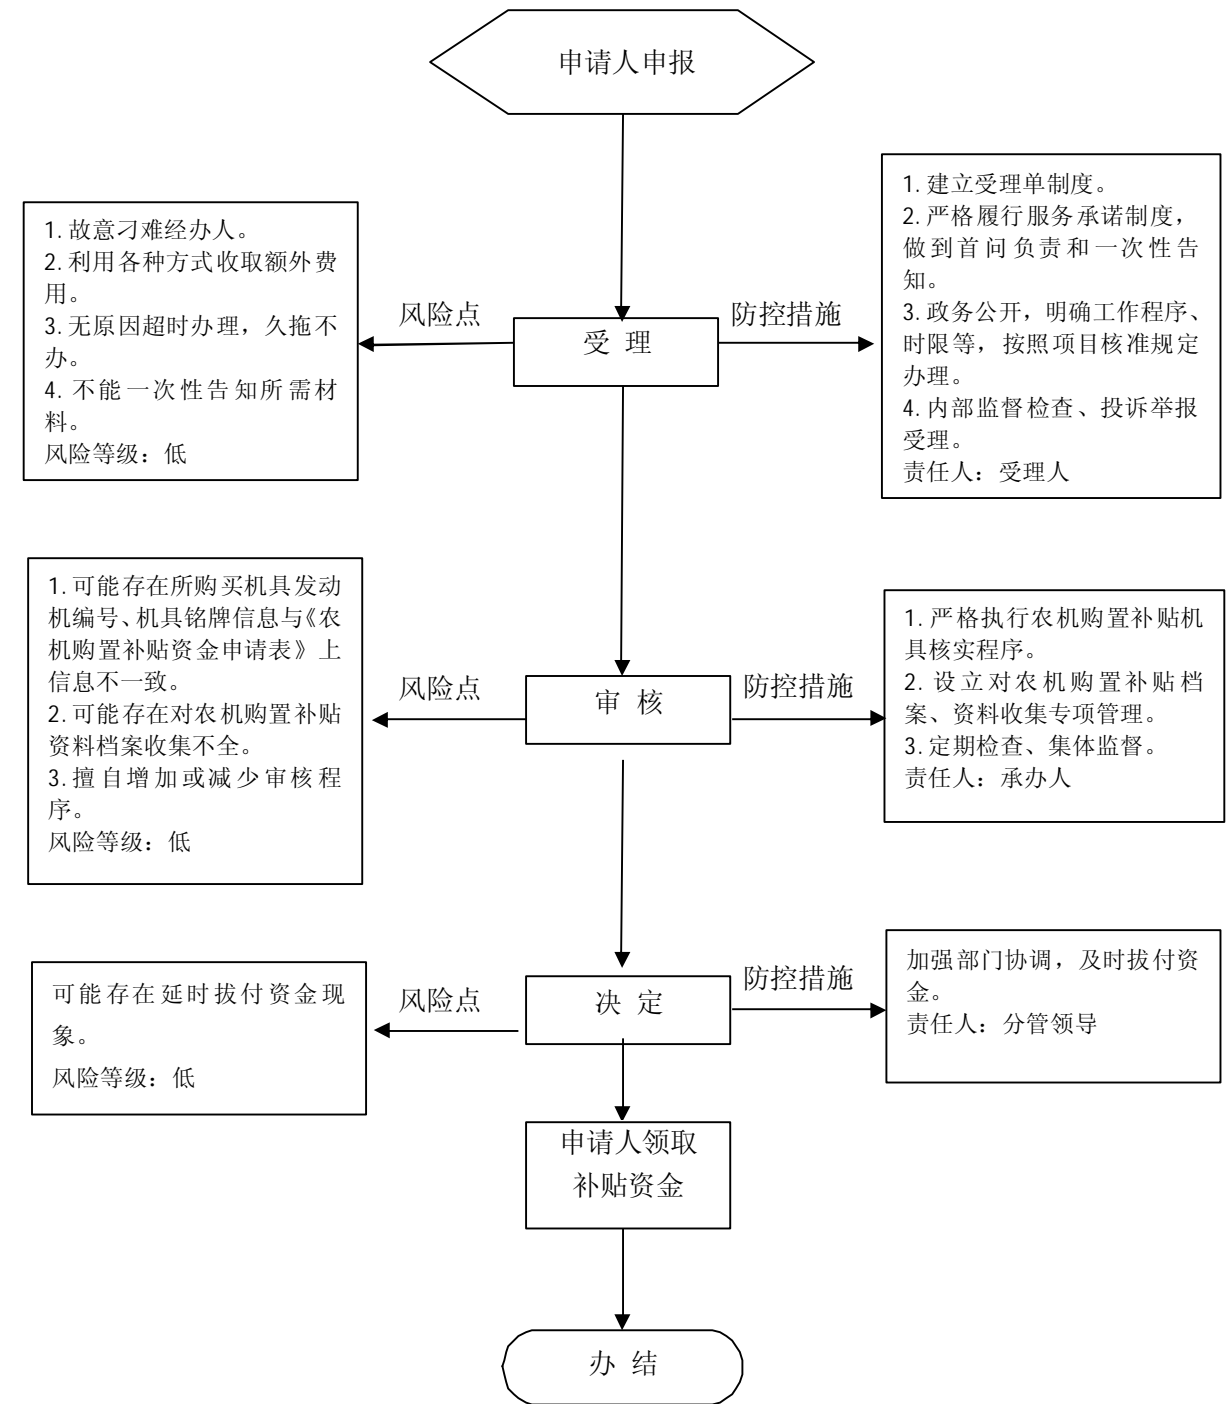 申请人申报
1.故意刁难经办人。
2.利用各种方式收取额外费
用。
3.无原因超时办理，久拖不
办。
4.不能一次性告知所需材
料。
风险等级：低
风险点
受 理
防控措施
1.建立受理单制度。
2.严格履行服务承诺制度，
做到首问负责和一次性告
知。
3.政务公开，明确工作程序、
时限等，按照项目核准规定
办理。
4.内部监督检查、投诉举报
受理。
责任人：受理人
1.可能存在所购买机具发动
机编号、机具铭牌信息与《农
机购置补贴资金申请表》上
信息不一致。
2.可能存在对农机购置补贴
资料档案收集不全。
3.擅自增加或减少审核程
序。
风险等级：低
风险点
审 核
防控措施
1.严格执行农机购置补贴机
具核实程序。
2.设立对农机购置补贴档
案、资料收集专项管理。
3.定期检查、集体监督。
责任人：承办人
可能存在延时拔付资金现
象。
风险等级：低
风险点
决 定
防控措施
加强部门协调，及时拔付资
金。
责任人：分管领导
申请人领取
补贴资金
办 结